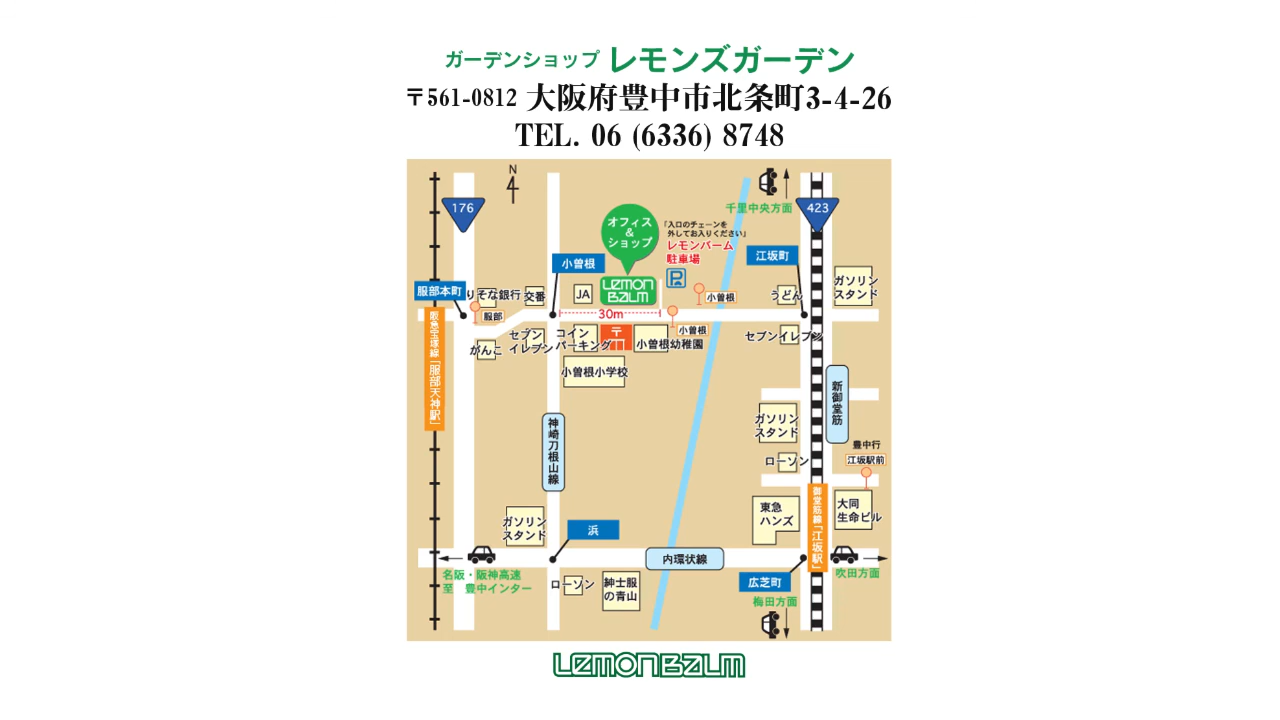 ガーデンショップ レモンズガーデン
〒561-0812 大阪府豊中市北条町3-4-26
TEL. 06 (6336) 8748
N
176
千里中央方面
423
オフィス
&
ショップ
「入口のチェーンを
外してお入りください」
レモンバーム
駐車場
P
江坂町
小曽根
服部本町
りそな銀行
交番
JA
LEMON
BALM
小曽根
うどん
ガソリン
スタンド
服部
30m
小曽根
阪急宝塚線「服部天神駅」
がんこ
セブン
イレブン
コイン
パーキング
〒
小曽根幼稚園
セブンイレブン
小曽根小学校
新御堂筋
神崎刀根山線
ガソリン
スタンド
豊中行
江坂駅前
ローソン
御堂筋線「江坂駅」
東急
ハンズ
大同
生命ビル
ガソリン
スタンド
浜
内環状線
名阪・阪神高速
至 豊中インター
ローソン
紳士服
の青山
広芝町
吹田方面
梅田方面
LEMONBALM